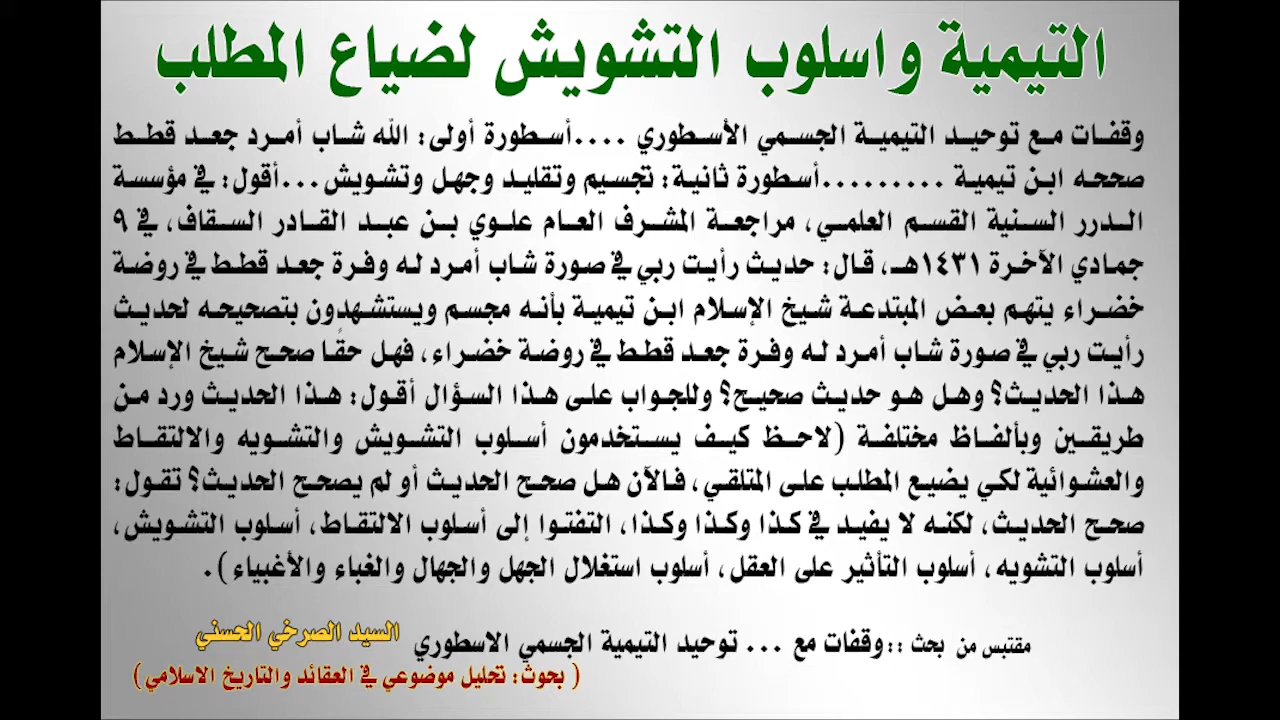 التيمية واسلوب التشويش لضياع المطلب
وقفات مع توحيد التيمية الجسمي الأسطوري ....أسطورة أولى: الله شاب أمرد جعد قطط
صححه ابن تيمية .........أسطورة ثانية: تجسيم وتقليد وجهل وتشويش...أقول: في مؤسسة
الدرر السنية القسم العلمي، مراجعة المشرف العام علوي بن عبد القادر السقاف، في ٩
جمادي الآخرة ١٤٣١هـ، قال: حديث رأيت ربي في صورة شاب أمرد له وفرة جعد قطط في روضة
خضراء يتهم بعض المبتدعة شيخ الإسلام ابن تيمية بأنه مجسم ويستشهدون بتصحيحه لحديث
رأيت ربي في صورة شاب أمرد له وفرة جعد قطط في روضة خضراء، فهل حقًا صحح شيخ الإسلام
هذا الحديث؟ وهل هو حديث صحيح؟ وللجواب على هذا السؤال أقول: هذا الحديث ورد من
طريقين وبألفاظ مختلفة (لاحظ كيف يستخدمون أسلوب التشويش والتشويه والالتقاط
والعشوائية لكي يضيع المطلب على المتلقي، فالآن هل صحح الحديث أو لم يصحح الحديث؟ تقول:
صحح الحديث، لكنه لا يفيد في كذا وكذا وكذا، التفتوا إلى أسلوب الالتقاط، أسلوب التشويش،
أسلوب التشويه، أسلوب التأثير على العقل، أسلوب استغلال الجهل والجهال والغباء والأغبياء).
مقتبس من بحث :: وقفات مع ... توحيد التيمية الجسمي الاسطوري السيد الصرخي الحسني
( بحوث: تحليل موضوعي في العقائد والتاريخ الاسلامي)